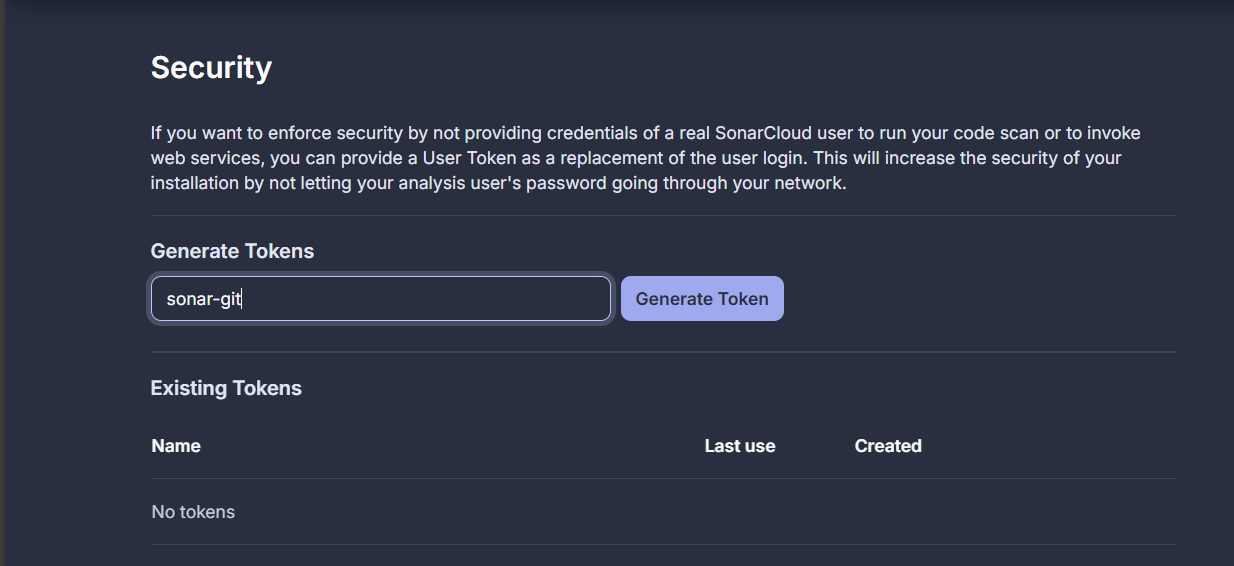 Security
If you want to enforce security by not providing credentials of a real SonarCloud user to run your code scan or to invoke
web services, you can provide a User Token as a replacement of the user login. This will increase the security of your
installation by not letting your analysis user's password going through your network.
Generate Tokens
sonar-git
Generate Token
Existing Tokens
Name Last use Created
No tokens